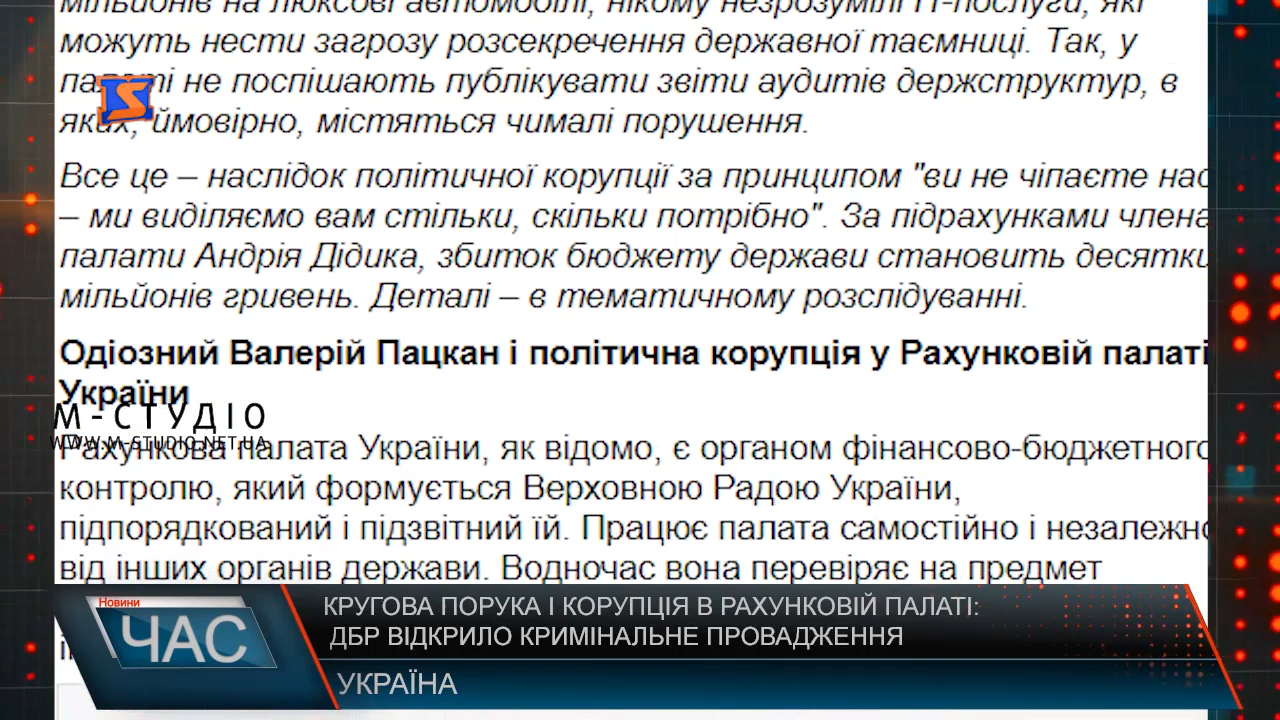 мільйонів на люксові автомобілі, нікому незрозумілі ІТ-послуги, які
можуть нести загрозу розсекречення державної таємниці. Так, у
палаті не поспішають публікувати звіти аудитів держструктур, в
яких, ймовірно, містяться чималі порушення.
Все це – наслідок політичної корупції за принципом "ви не чіпаєте нас
– ми виділяємо вам стільки, скільки потрібно". За підрахунками члена
палати Андрія Дідика, збиток бюджету держави становить десятки
мільйонів гривень. Деталі – в тематичному розслідуванні.
Одіозний Валерій Пацкан і політична корупція у Рахунковій палаті
України
М-СТУДІО
WWW.M-STUDIO.NET.UA
Рахункова палата України, як відомо, є органом фінансово-бюджетного
контролю, який формується Верховною Радою України,
підпорядкований і підзвітний їй. Працює палата самостійно і незалежно
від інших органів держави. Водночас вона перевіряє на предмет
Новини
ЧАС
КРУГОВА ПОРУКА І КОРУПЦІЯ В РАХУНКОВІЙ ПАЛАТІ:
ДБР ВІДКРИЛО КРИМІНАЛЬНЕ ПРОВАДЖЕННЯ
УКРАЇНА